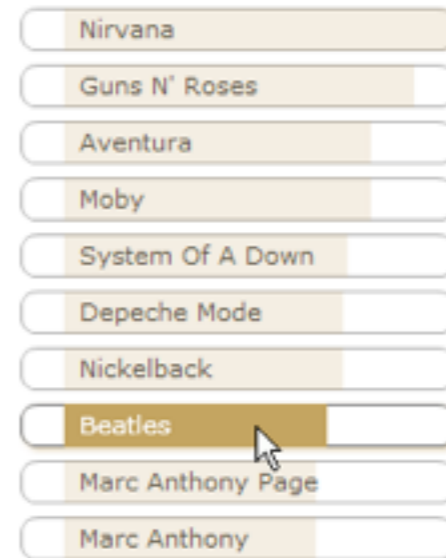 Nirvana
Guns N' Roses
Aventura
Moby
System Of A Down
Depeche Mode
Nickelback
Beatles
Marc Anthony Page
Marc Anthony